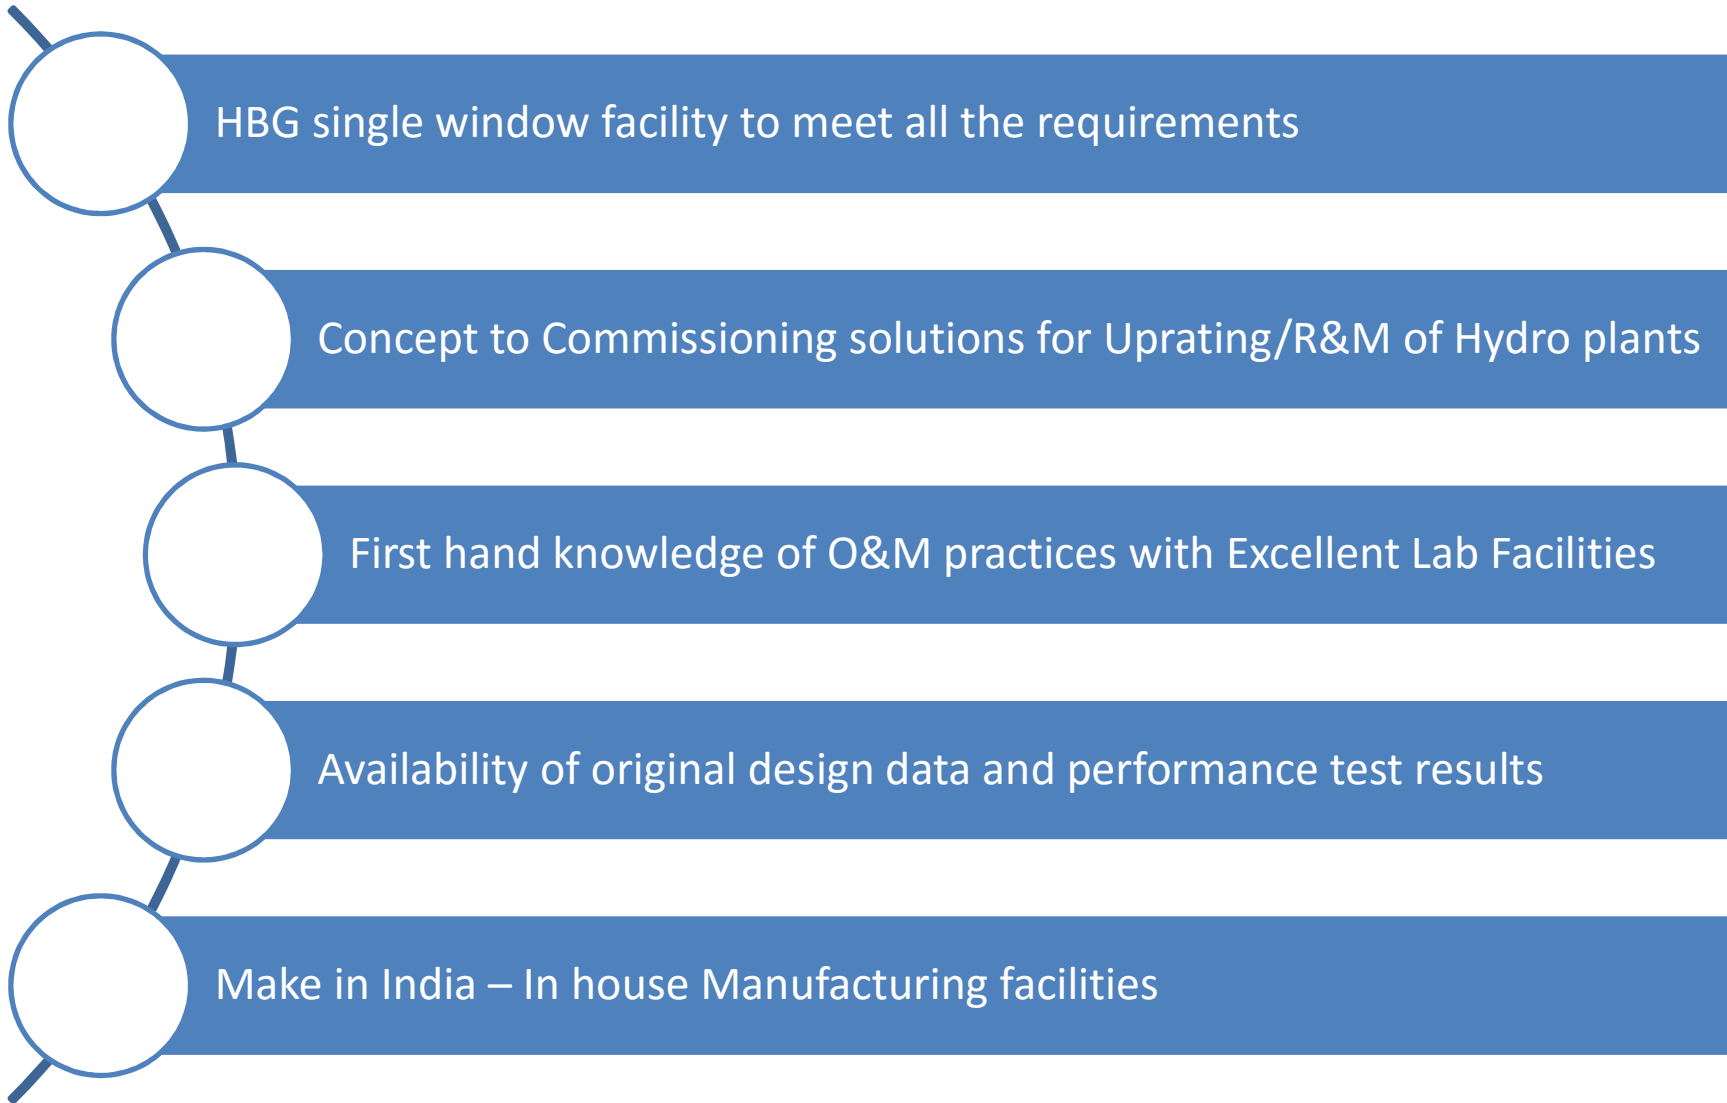 HBG single window facility to meet all the requirements
Concept to Commissioning solutions for Uprating/R&M of Hydro plants
First hand knowledge of O&M practices with Excellent Lab Facilities
Availability of original design data and performance test results
Make in India – In house Manufacturing facilities